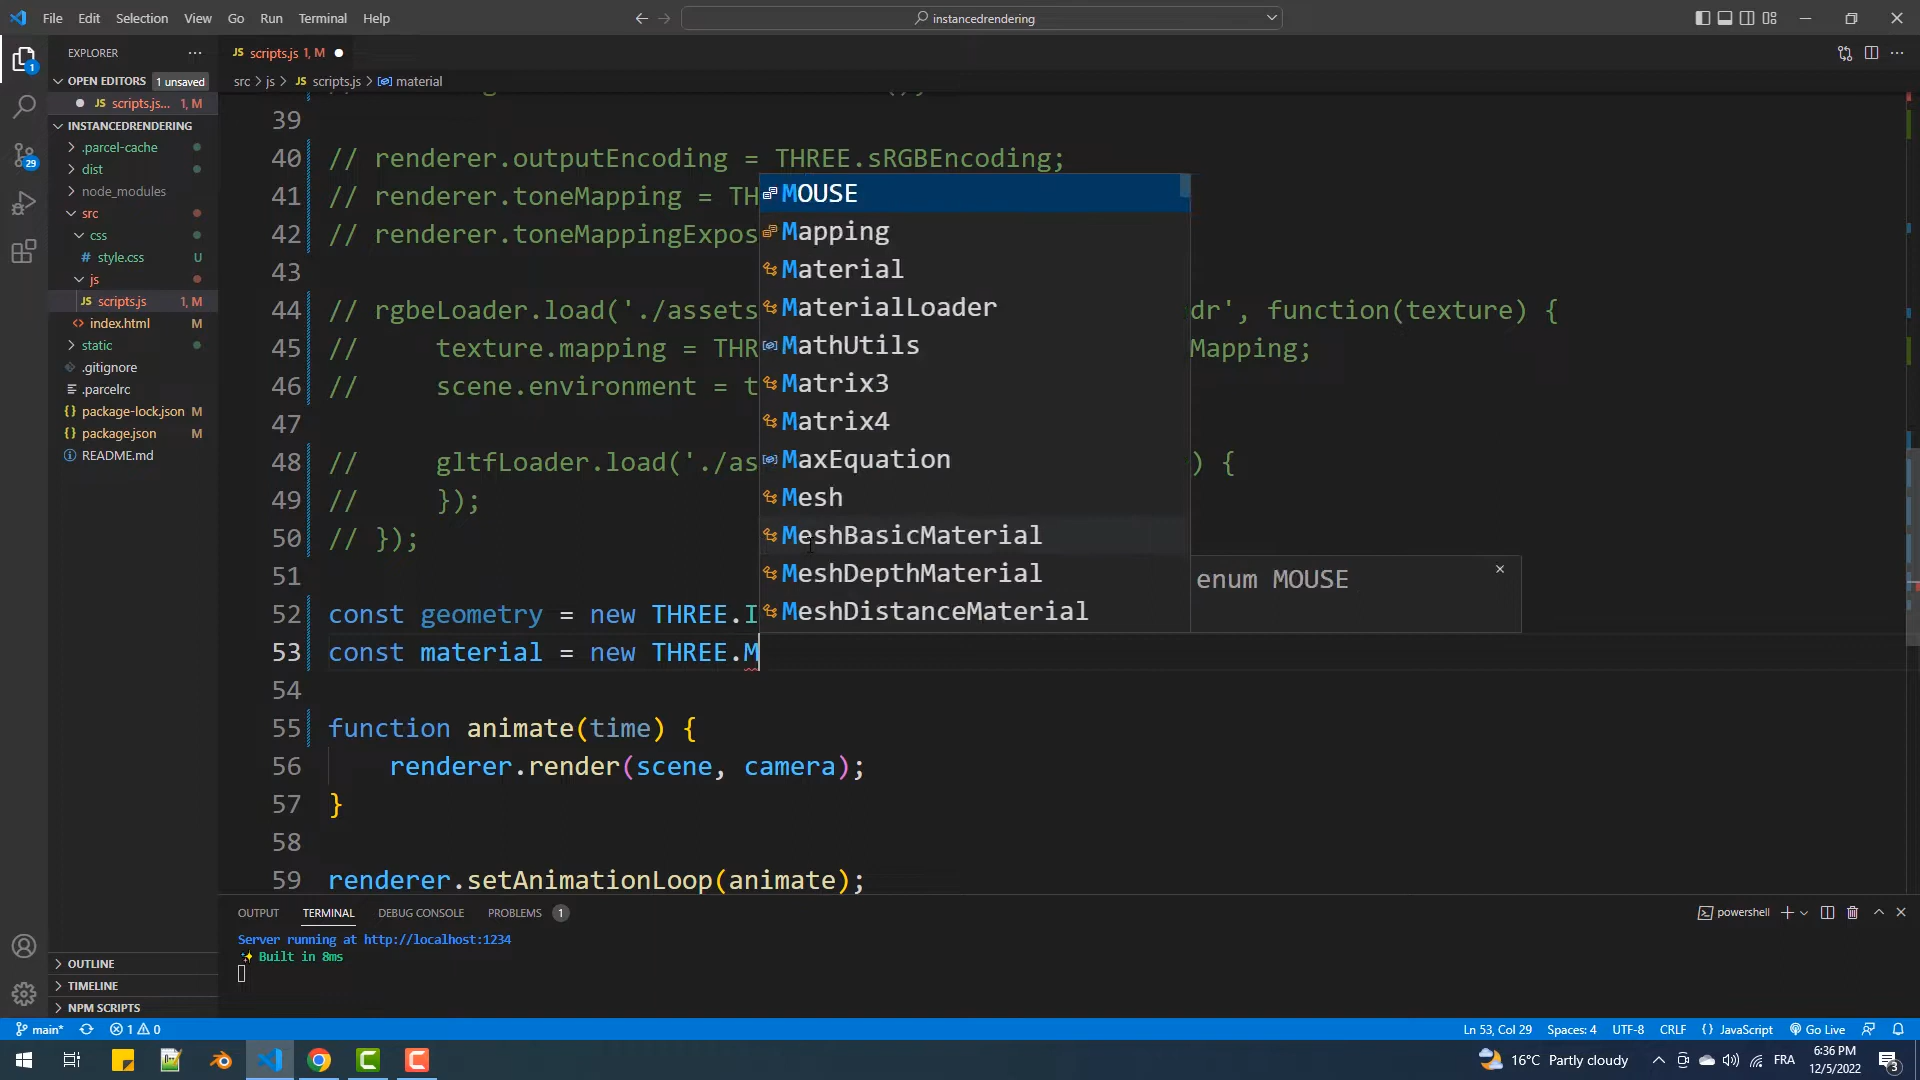 File Edit Selection View Go Run Terminal Help
instancedrendering
EXPLORER
OPEN EDITORS 1 unsaved
JS scripts.js... 1, M
INSTANCEDRENDERING
.parcel-cache
dist
node_modules
src
css
# style.css U
js
JS scripts.js 1, M
<> index.html M
static
.gitignore
.parcelrc
{} package-lock.json M
{} package.json M
README.md
OUTLINE
TIMELINE
NPM SCRIPTS
JS scripts.js 1, M
src > js > JS scripts.js > material
39
40 // renderer.outputEncoding = THREE.sRGBEncoding;
41 // renderer.toneMapping = TH
42 // renderer.toneMappingExpos
43
44 // rgbeLoader.load('./assets dr', function(texture) {
45 // texture.mapping = THR Mapping;
46 // scene.environment = t
47
48 // gltfLoader.load('./as ) {
49 // });
50 // });
51
52 const geometry = new THREE.I
53 const material = new THREE.M
54
55 function animate(time) {
56 renderer.render(scene, camera);
57 }
58
59 renderer.setAnimationLoop(animate);
MOUSE
Mapping
Material
MaterialLoader
MathUtils
Matrix3
Matrix4
MaxEquation
Mesh
MeshBasicMaterial
MeshDepthMaterial
MeshDistanceMaterial
enum MOUSE
OUTPUT TERMINAL DEBUG CONSOLE PROBLEMS 1
powershell
Server running at http://localhost:1234
✨ Built in 8ms
main* 1 0
Ln 53, Col 29 Spaces: 4 UTF-8 CRLF {} JavaScript Go Live
16°C Partly cloudy
FRA
6:36 PM
12/5/2022
3
1
29